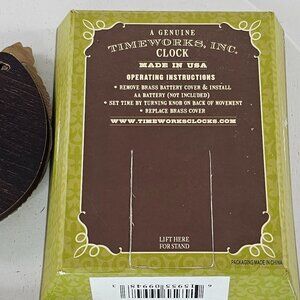 A GENUINE
TIMEWORKS, INC.
CLOCK
MADE IN USA
OPERATING INSTRUCTIONS
• REMOVE BRASS BATTERY COVER & INSTALL
AA BATTERY (NOT INCLUDED)
• SET TIME BY TURNING KNOB ON BACK OF MOVEMENT
• REPLACE BRASS COVER
WWW.TIMEWORKSCLOCKS.COM
LIFT HERE
FOR STAND
PACKAGING MADE IN CHINA